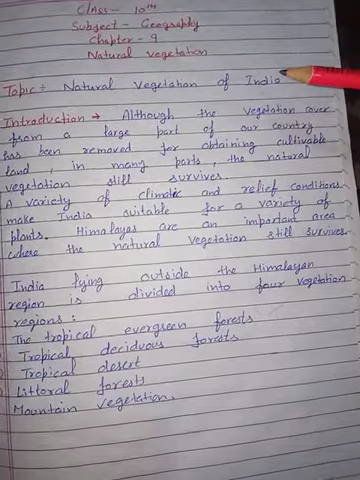 Class - 10th
Subject - Geography
Chapter - 9
Natural vegetation
Topic:- Natural Vegetation of India
Introduction → Although the vegetation cover
from a large part of our country
has been removed for obtaining cultivable
land, in many parts, the natural
vegetation still survives.
A variety of climatic and relief conditions
make India suitable for a variety of
plants. Himalayas are an important area
where the natural vegetation still survives.
India lying outside the Himalayan
region is divided into four vegetation
regions:
The tropical evergreen forests
Tropical deciduous forests
Tropical desert
Littoral forests
Mountain vegetation.